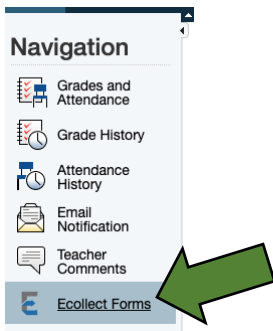 Navigation
Grades and
Attendance
Grade History
Attendance
History
Email
Notification
Teacher
Comments
Ecollect Forms